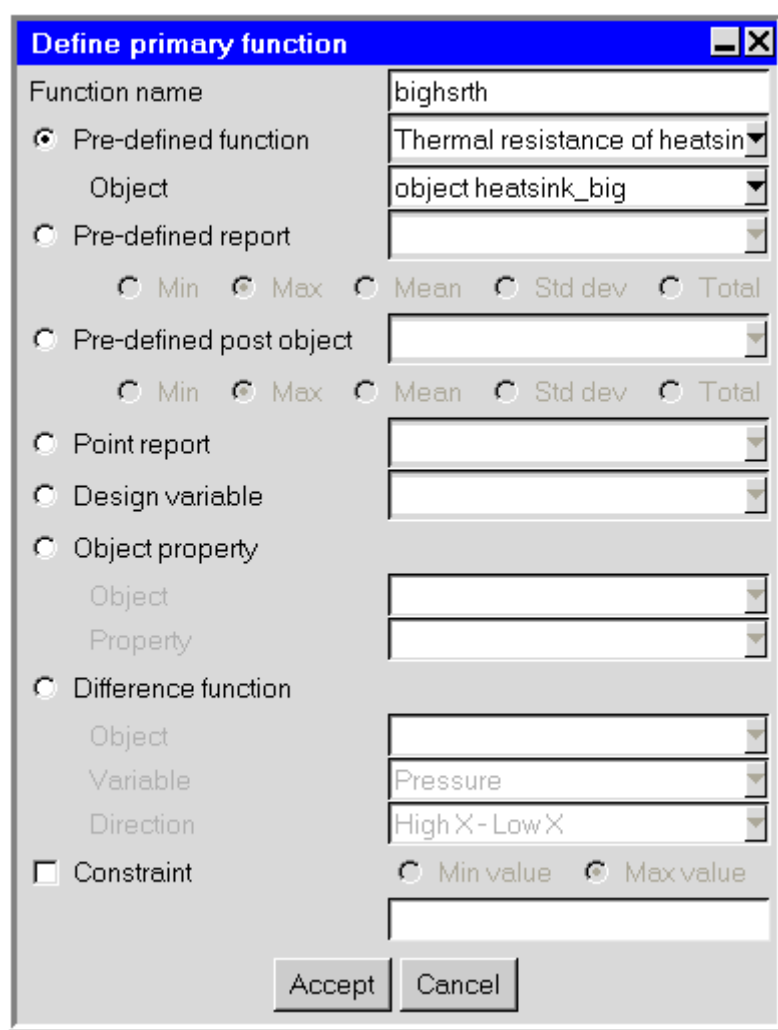 Define primary function
Function name bighsrth
Pre-defined function Thermal resistance of heatsin
Object object heatsink_big
Pre-defined report
Min Max Mean Std dev Total
Pre-defined post object
Min Max Mean Std dev Total
Point report
Design variable
Object property
Object
Property
Difference function
Object
Variable Pressure
Direction High X - Low X
Constraint Min value Max value
Accept Cancel